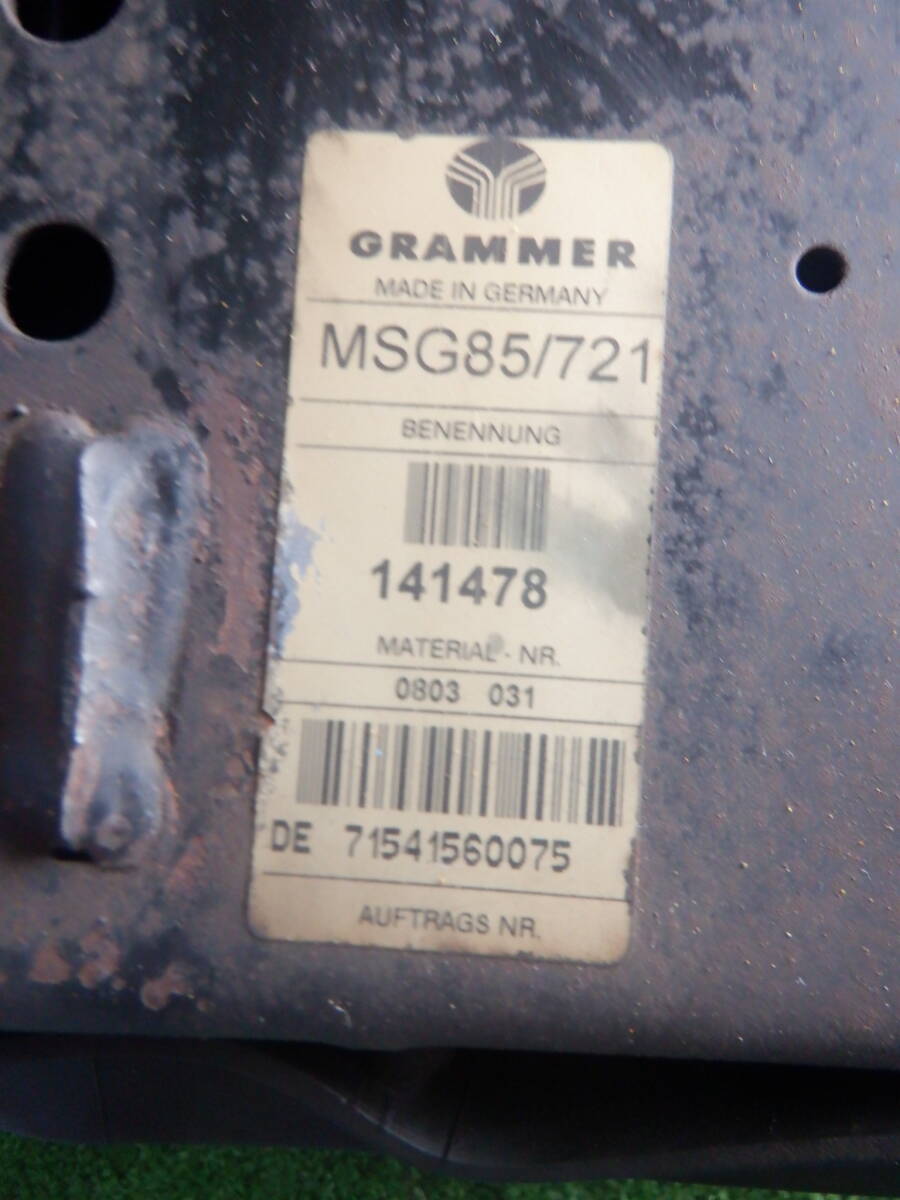 GRAMMER
MADE IN GERMANY
MSG85/721
BENENNUNG
141478
MATERIAL - NR.
0803 031
DE 71541560075
AUFTRAGS NR.